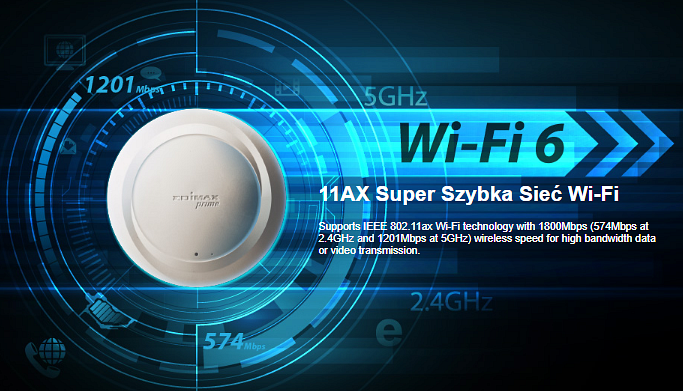 1201 Mbps
5GHz
Wi-Fi 6
EDIMAX
prime
11AX Super Szybka Sieć Wi-Fi
Supports IEEE 802.11ax Wi-Fi technology with 1800Mbps (574Mbps at
2.4GHz and 1201Mbps at 5GHz) wireless speed for high bandwidth data
or video transmission.
2.4GHz
574 Mbps
e